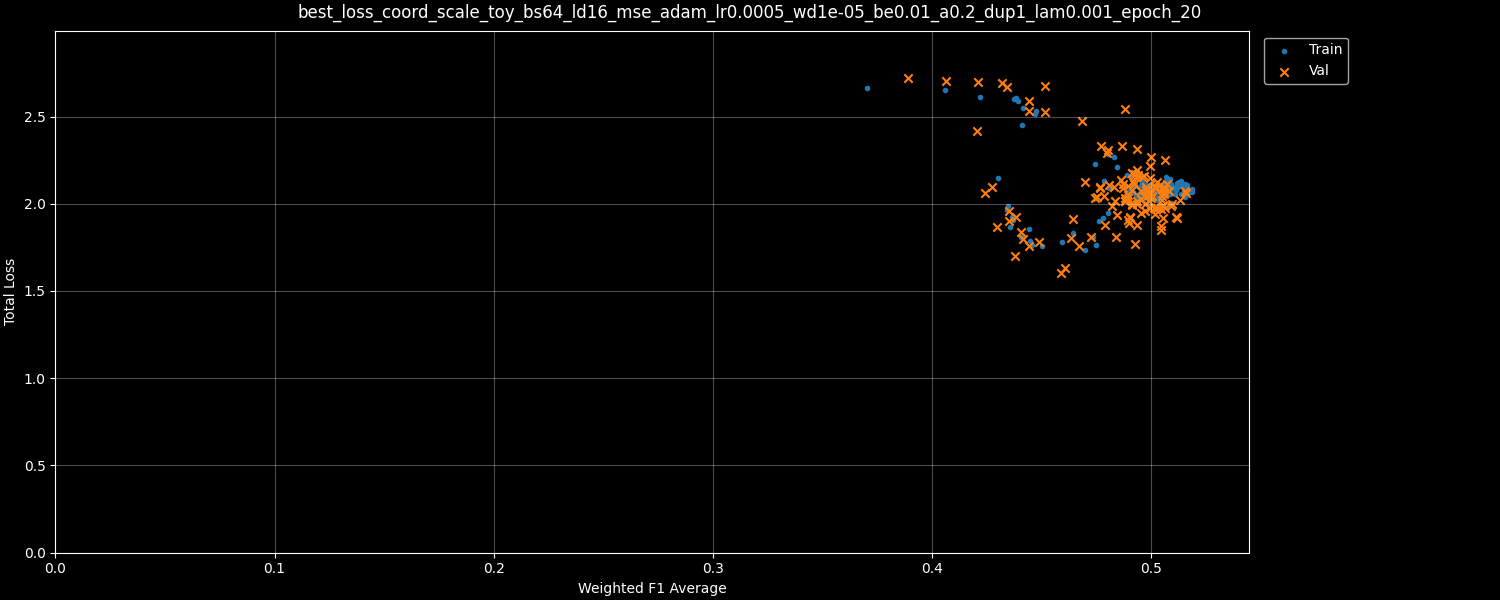 best_loss_coord_scale_toy_bs64_ld16_mse_adam_lr0.0005_wd1e-05_be0.01_a0.2_dup1_lam0.001_epoch_20
Train
Val
Total Loss
2.5
2.0
1.5
1.0
0.5
0.0
0.0 0.1 0.2 0.3 0.4 0.5
Weighted F1 Average